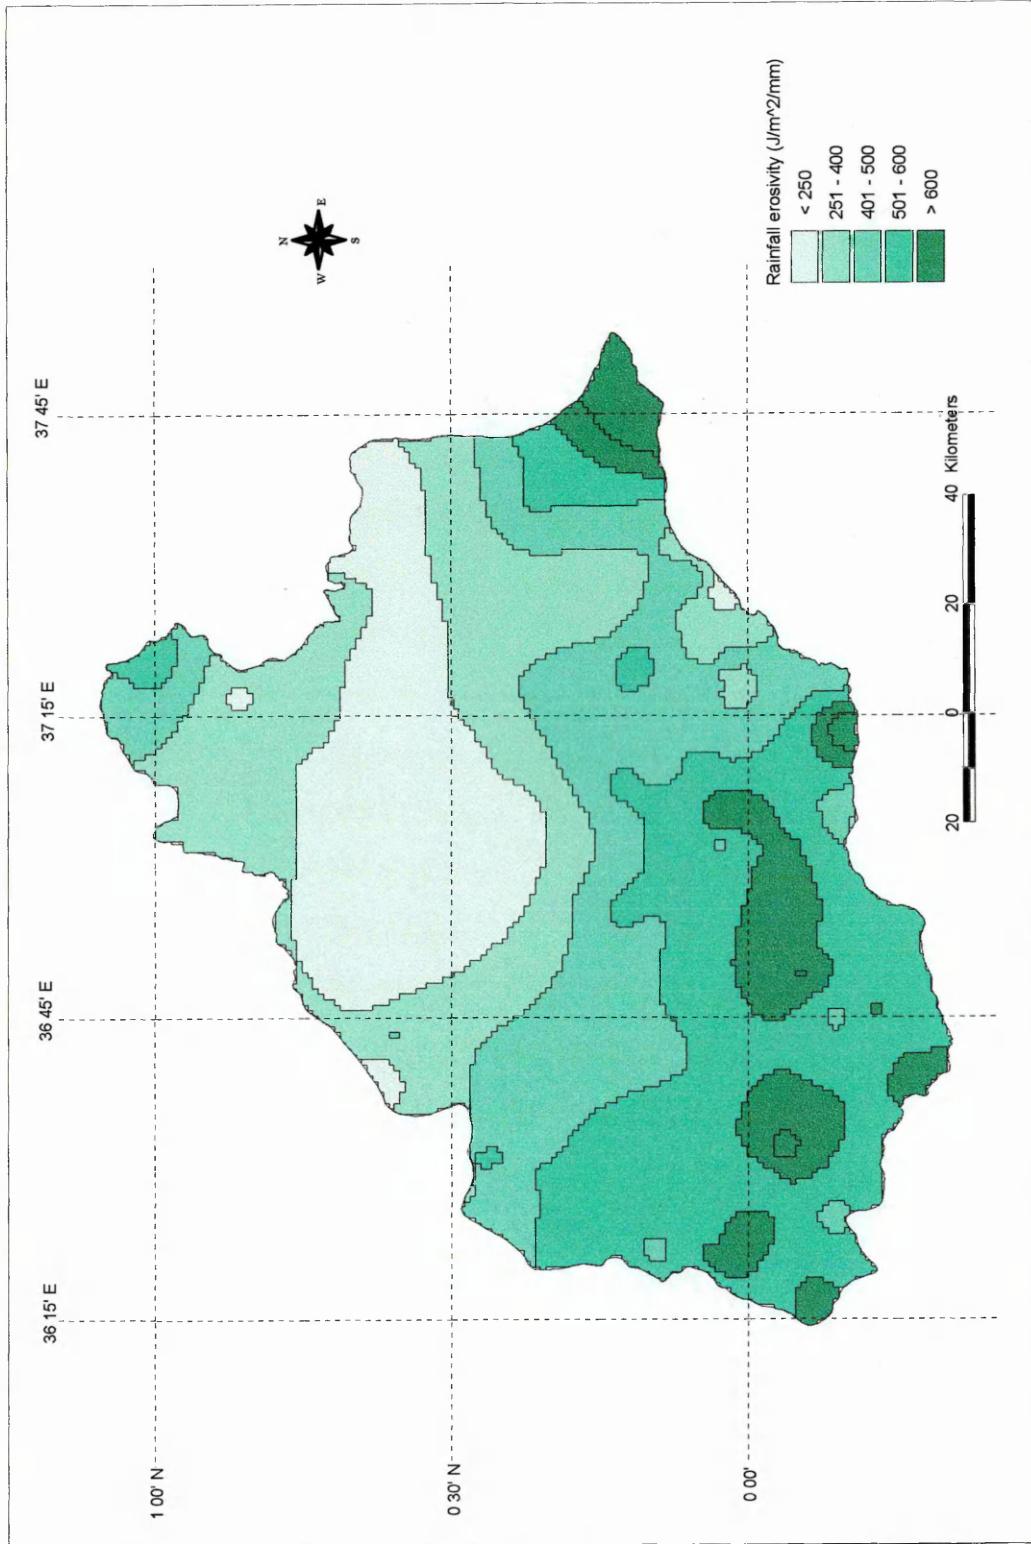 36 15' E
36 45' E
37 15' E
37 45' E
1 00' N
0 30' N
0 00'
N
W
E
S
Rainfall erosivity (J/m^2/mm)
< 250
251 - 400
401 - 500
501 - 600
> 600
20 0 20 40 Kilometers